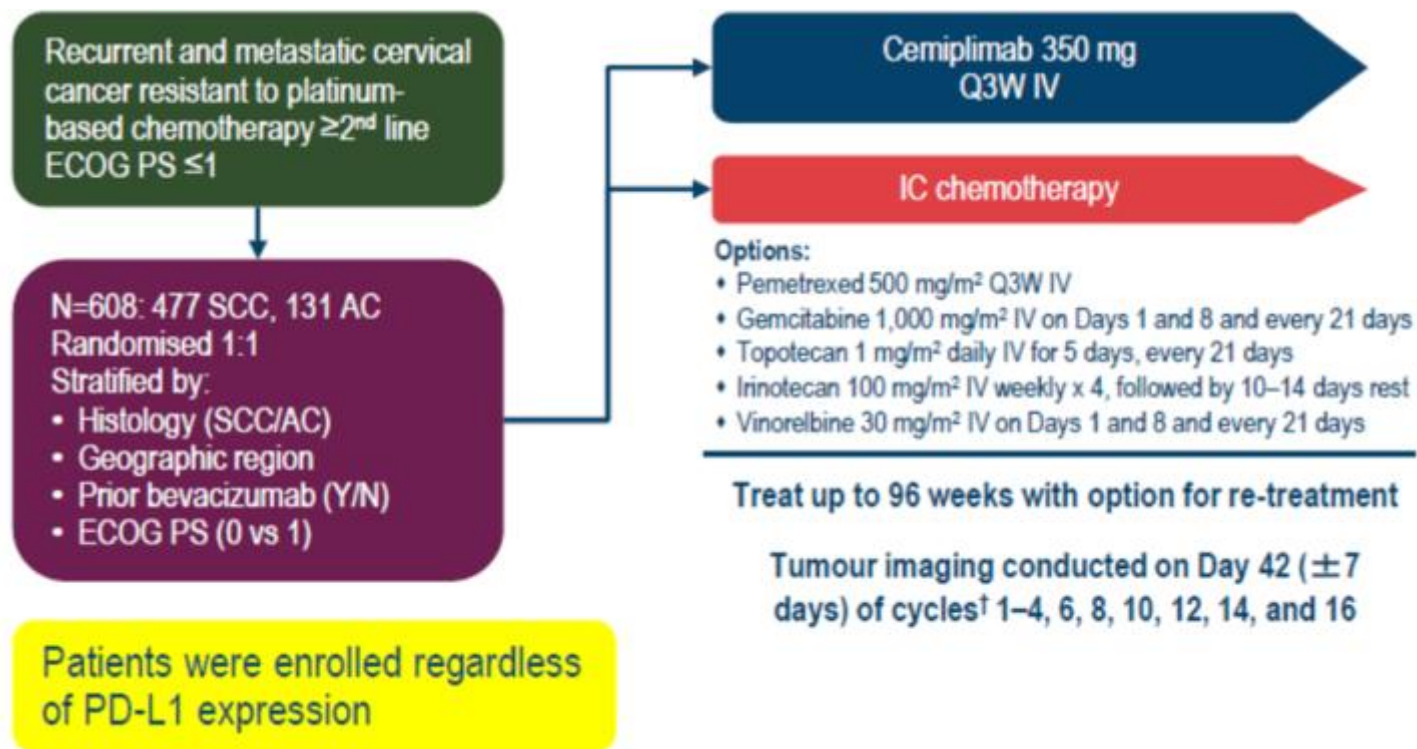 Recurrent and metastatic cervical
cancer resistant to platinum-
based chemotherapy ≥2nd line
ECOG PS ≤1
N=608: 477 SCC, 131 AC
Randomised 1:1
Stratified by:
• Histology (SCC/AC)
• Geographic region
• Prior bevacizumab (Y/N)
• ECOG PS (0 vs 1)
Patients were enrolled regardless
of PD-L1 expression
Cemiplimab 350 mg
Q3W IV
IC chemotherapy
Options:
• Pemetrexed 500 mg/m² Q3W IV
• Gemcitabine 1,000 mg/m² IV on Days 1 and 8 and every 21 days
• Topotecan 1 mg/m² daily IV for 5 days, every 21 days
• Irinotecan 100 mg/m² IV weekly x 4, followed by 10–14 days rest
• Vinorelbine 30 mg/m² IV on Days 1 and 8 and every 21 days
Treat up to 96 weeks with option for re-treatment
Tumour imaging conducted on Day 42 (±7
days) of cycles† 1–4, 6, 8, 10, 12, 14, and 16